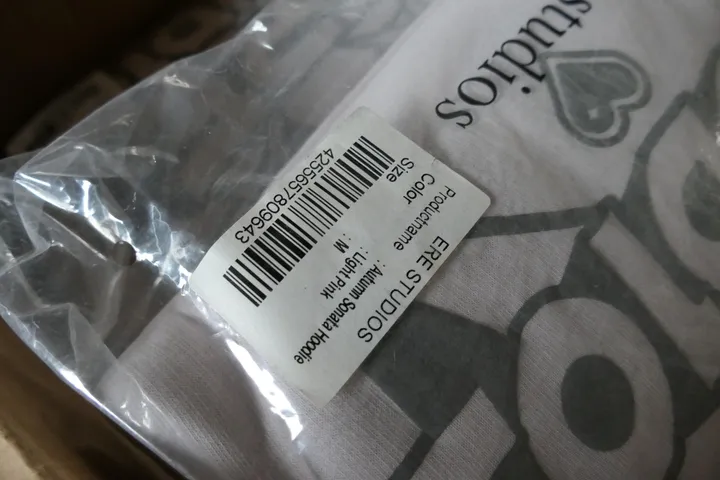 studios
ERE STUDIOS
Productname : Autumn Sonata Hoodie
Color : Light Pink
Size : M
4255657809643